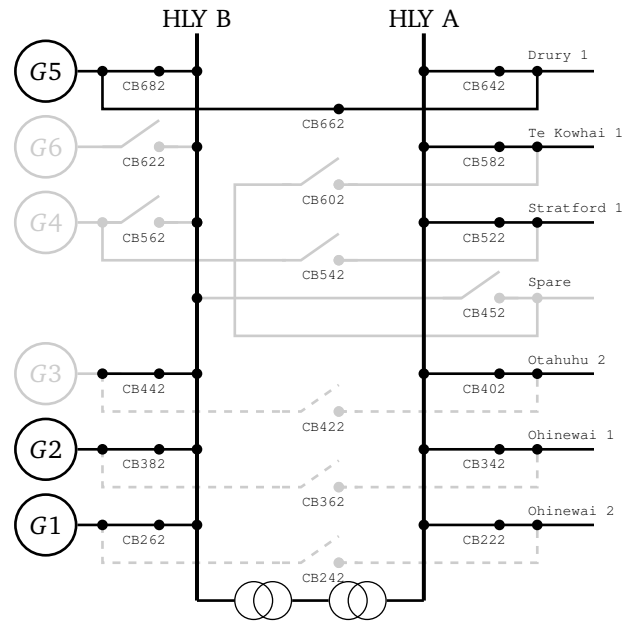 HLY B HLY A
G5 CB682 CB642 Drury 1
CB662
G6 CB622 CB582 Te Kowhai 1
CB602
G4 CB562 CB522 Stratford 1
CB542
CB452 Spare
G3 CB442 CB402 Otahuhu 2
CB422
G2 CB382 CB342 Ohinewai 1
CB362
G1 CB262 CB222 Ohinewai 2
CB242